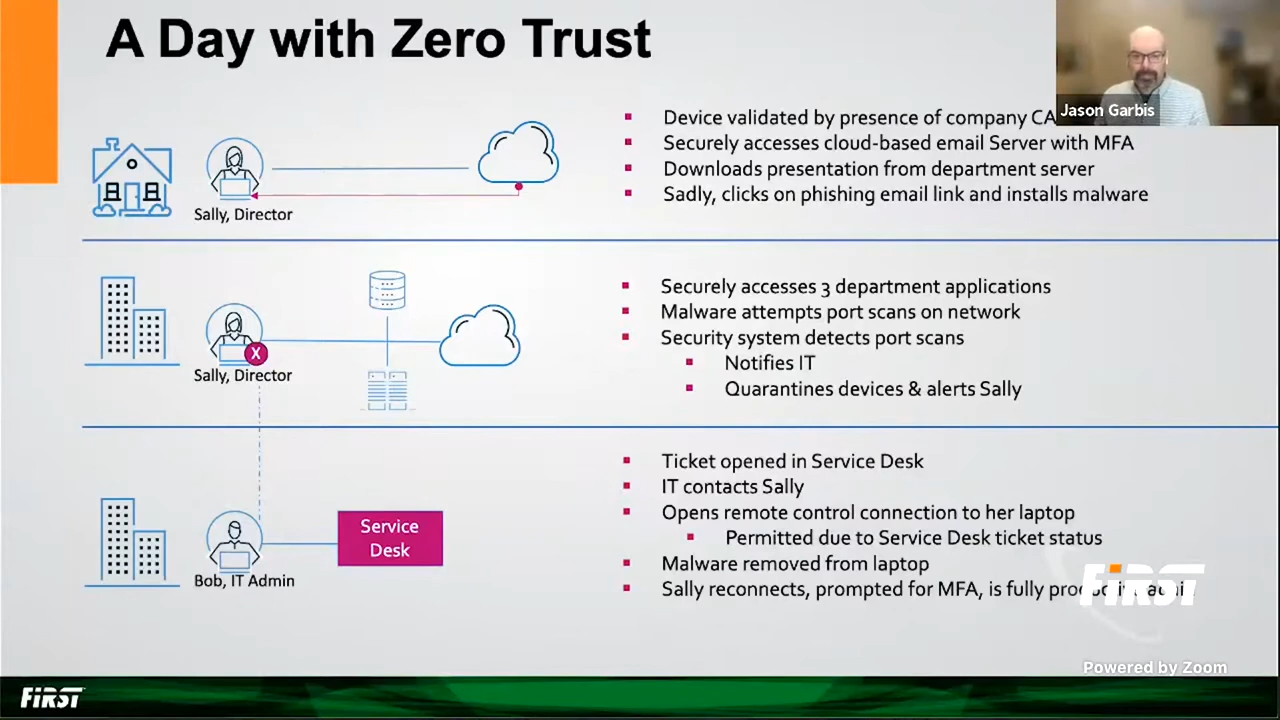 A Day with Zero Trust
Jason Garbis
Device validated by presence of company CA
Securely accesses cloud-based email Server with MFA
Downloads presentation from department server
Sadly, clicks on phishing email link and installs malware
Sally, Director
Securely accesses 3 department applications
Malware attempts port scans on network
Security system detects port scans
Notifies IT
Quarantines devices & alerts Sally
X
Sally, Director
Ticket opened in Service Desk
IT contacts Sally
Opens remote control connection to her laptop
Permitted due to Service Desk ticket status
Malware removed from laptop
Sally reconnects, prompted for MFA, is fully
Service
Desk
Bob, IT Admin
FiRST
Powered by Zoom
FiRST